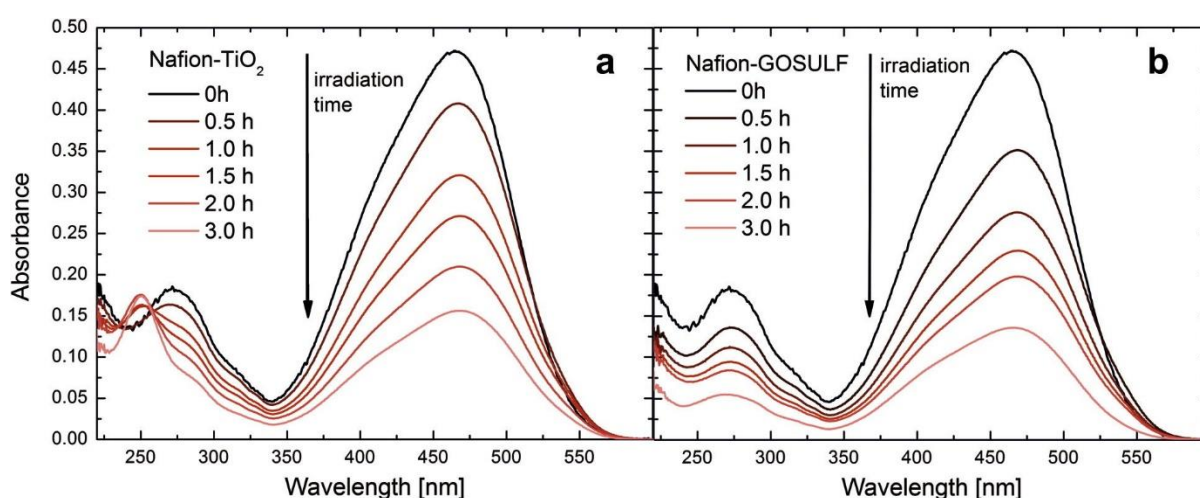 0.50
0.45
0.40
0.35
0.30
0.25
0.20
0.15
0.10
0.05
0.00
Absorbance
Nafion-TiO₂
0h
0.5 h
1.0 h
1.5 h
2.0 h
3.0 h
irradiation
time
a
250 300 350 400 450 500 550
Wavelength [nm]
Nafion-GOSULF
0h
0.5 h
1.0 h
1.5 h
2.0 h
3.0 h
irradiation
time
b
250 300 350 400 450 500 550
Wavelength [nm]